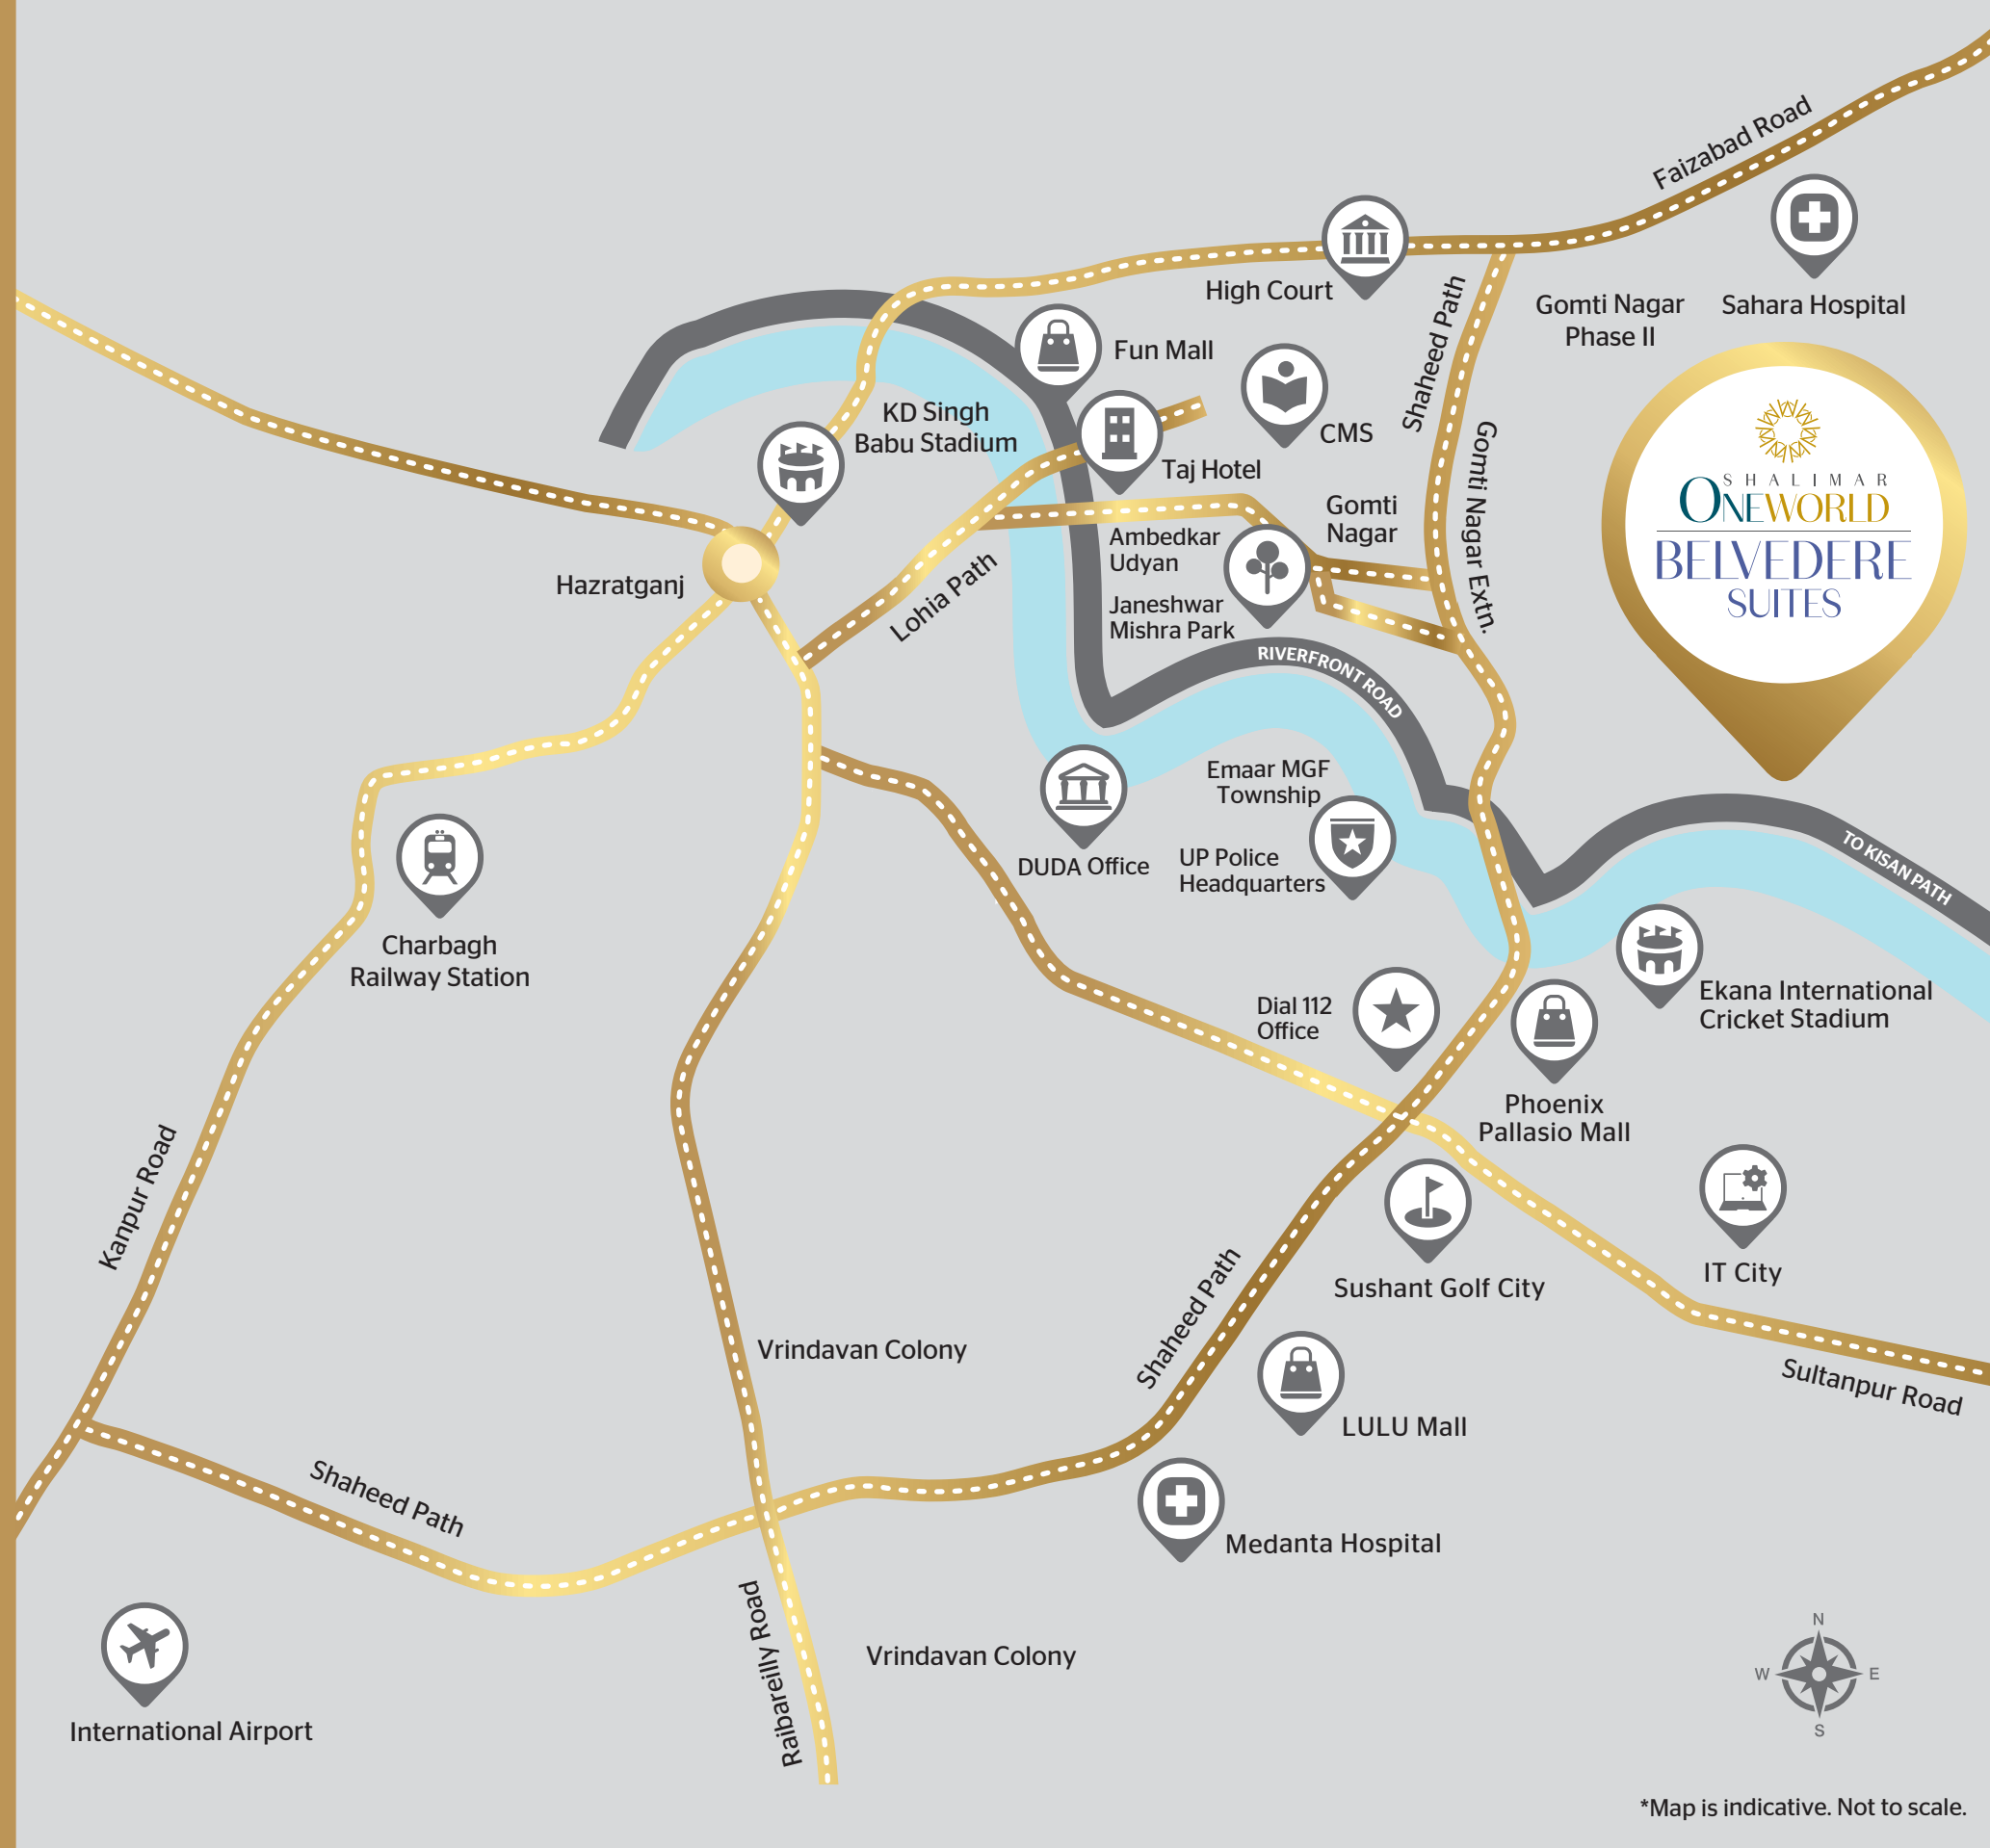 Faizabad Road
High Court
Shaheed Path
Gomti Nagar
Phase II
Sahara Hospital
Fun Mall
KD Singh
Babu Stadium
CMS
Taj Hotel
Gomti Nagar Extn.
SHALIMAR
ONEWORLD
BELVEDERE
SUITES
Gomti
Nagar
Ambedkar
Udyan
Hazratganj
Lohia Path
Janeshwar
Mishra Park
RIVERFRONT ROAD
Emaar MGF
Township
DUDA Office
UP Police
Headquarters
TO KISAN PATH
Charbagh
Railway Station
Dial 112
Office
Ekana International
Cricket Stadium
Phoenix
Pallasio Mall
Kanpur Road
IT City
Sushant Golf City
Shaheed Path
Vrindavan Colony
Sultanpur Road
LULU Mall
Shaheed Path
Medanta Hospital
Raibareilly Road
Vrindavan Colony
International Airport
N
W
E
S
*Map is indicative. Not to scale.